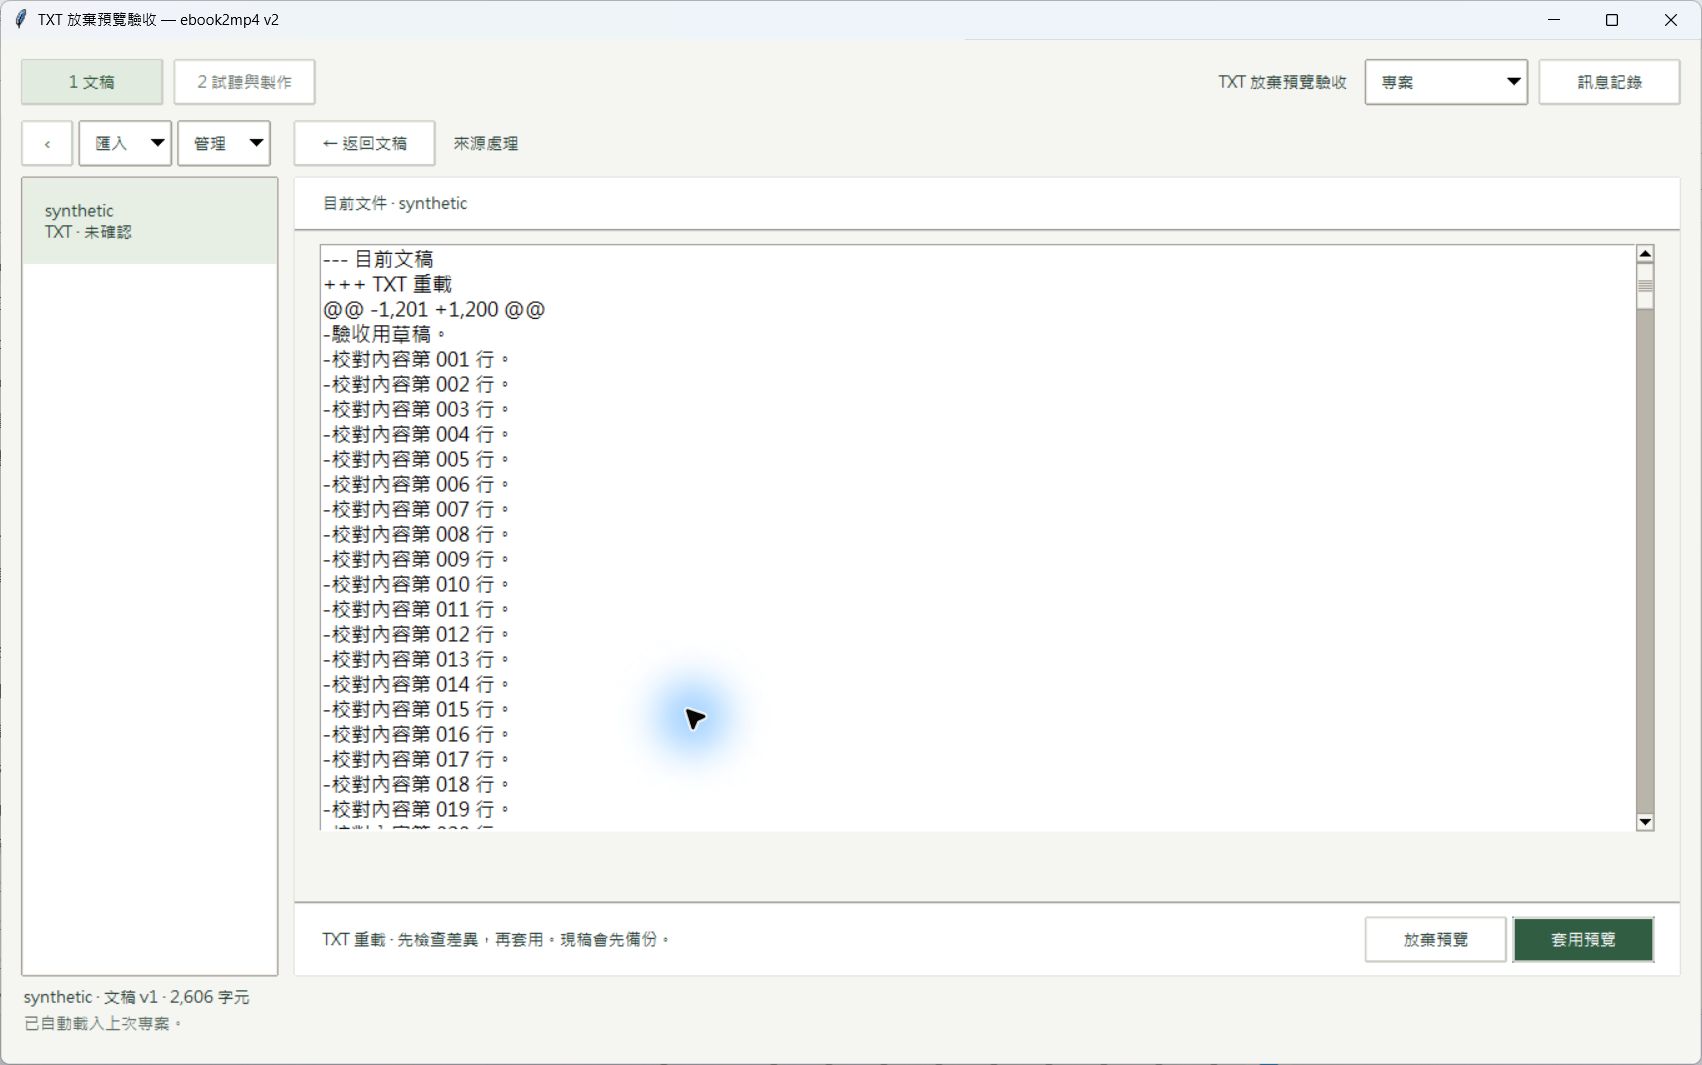 TXT 放棄預覽驗收 — ebook2mp4 v2
1 文稿
2 試聽與製作
TXT 放棄預覽驗收
專案
訊息記錄
‹
匯入
管理
← 返回文稿
來源處理
synthetic
TXT · 未確認
目前文件 · synthetic
--- 目前文稿
+++ TXT 重載
@@ -1,201 +1,200 @@
-驗收用草稿。
-校對內容第 001 行。
-校對內容第 002 行。
-校對內容第 003 行。
-校對內容第 004 行。
-校對內容第 005 行。
-校對內容第 006 行。
-校對內容第 007 行。
-校對內容第 008 行。
-校對內容第 009 行。
-校對內容第 010 行。
-校對內容第 011 行。
-校對內容第 012 行。
-校對內容第 013 行。
-校對內容第 014 行。
-校對內容第 015 行。
-校對內容第 016 行。
-校對內容第 017 行。
-校對內容第 018 行。
-校對內容第 019 行。
TXT 重載 · 先檢查差異，再套用。現稿會先備份。
放棄預覽
套用預覽
synthetic · 文稿 v1 · 2,606 字元
已自動載入上次專案。